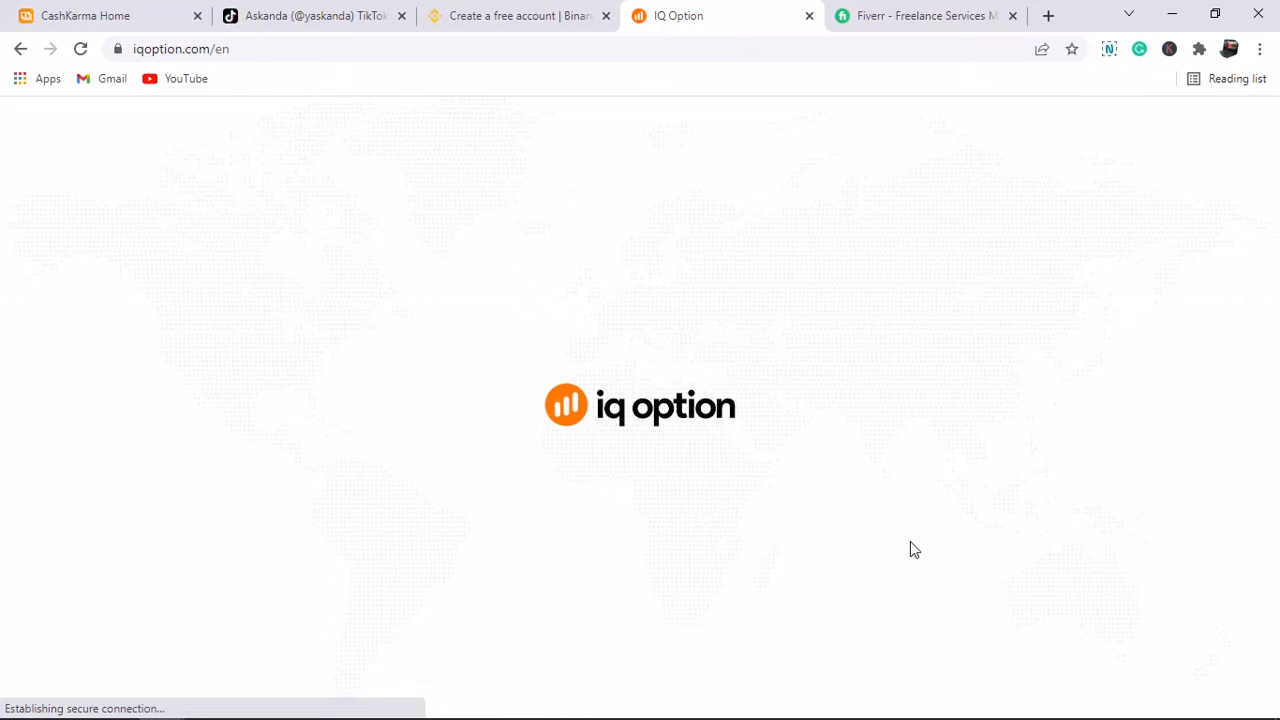 CashKarma Home
Askanda (@yaskanda) TikTok
Create a free account | Binan
IQ Option
Fiverr - Freelance Services M
iqoption.com/en
Apps
Gmail
YouTube
Reading list
iq option
Establishing secure connection...